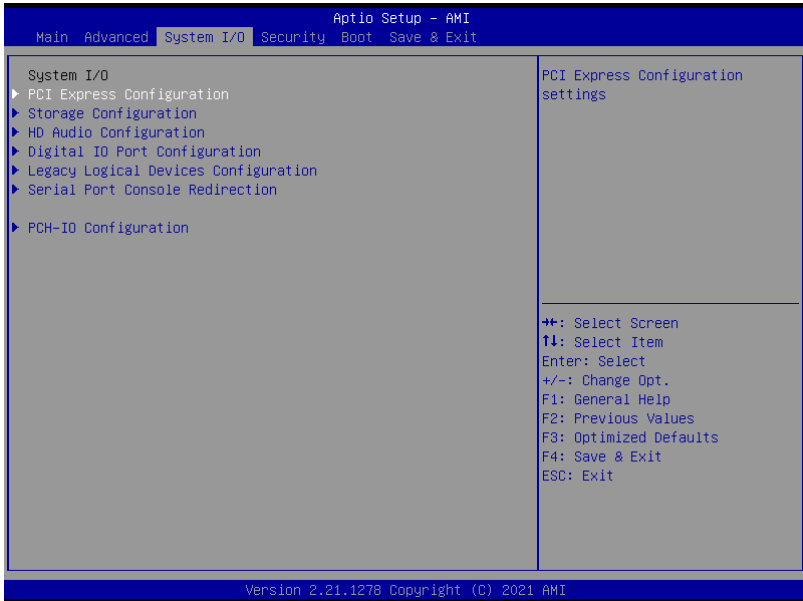 Aptio Setup – AMI
Main Advanced System I/O Security Boot Save & Exit
System I/O
PCI Express Configuration
Storage Configuration
HD Audio Configuration
Digital IO Port Configuration
Legacy Logical Devices Configuration
Serial Port Console Redirection
PCH-IO Configuration
PCI Express Configuration
settings
→←: Select Screen
↑↓: Select Item
Enter: Select
+/-: Change Opt.
F1: General Help
F2: Previous Values
F3: Optimized Defaults
F4: Save & Exit
ESC: Exit
Version 2.21.1278 Copyright (C) 2021 AMI